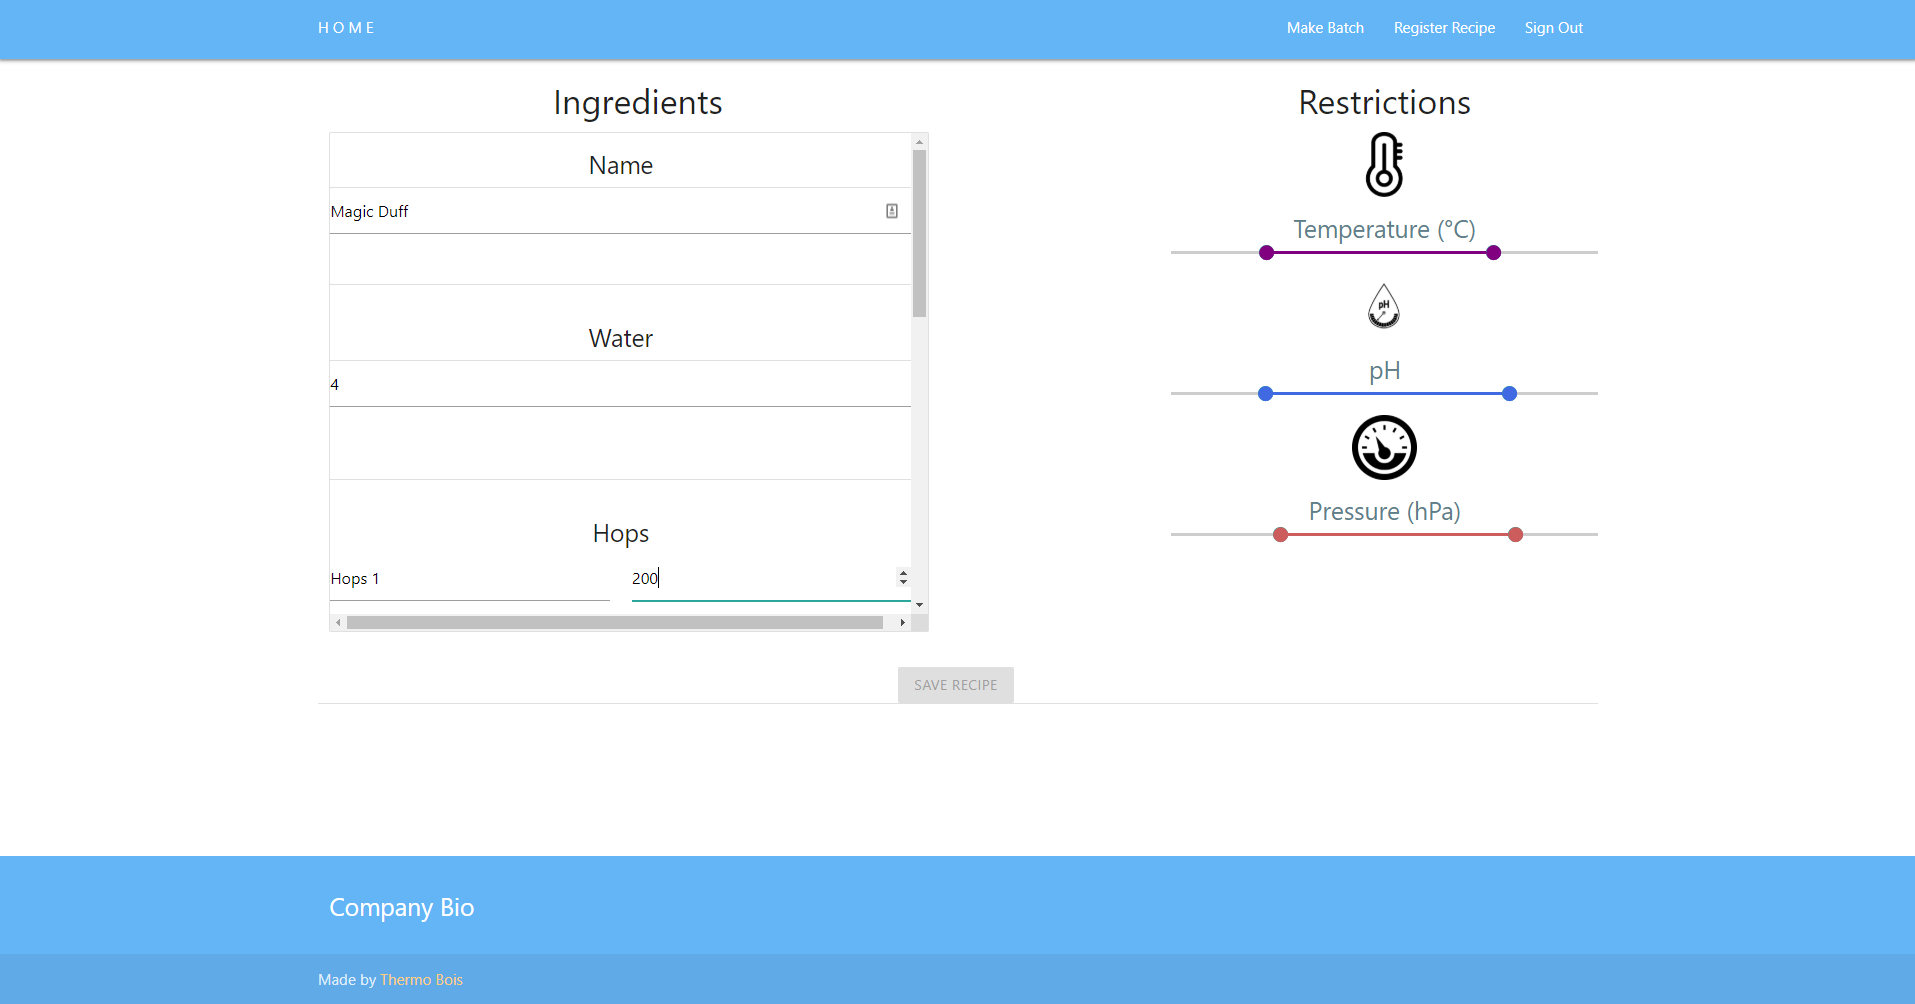 HOME
Make Batch Register Recipe Sign Out
Ingredients
Name
Magic Duff
Water
4
Hops
Hops 1 200
Restrictions
Temperature (°C)
pH
pH
Pressure (hPa)
SAVE RECIPE
Company Bio
Made by Thermo Bois